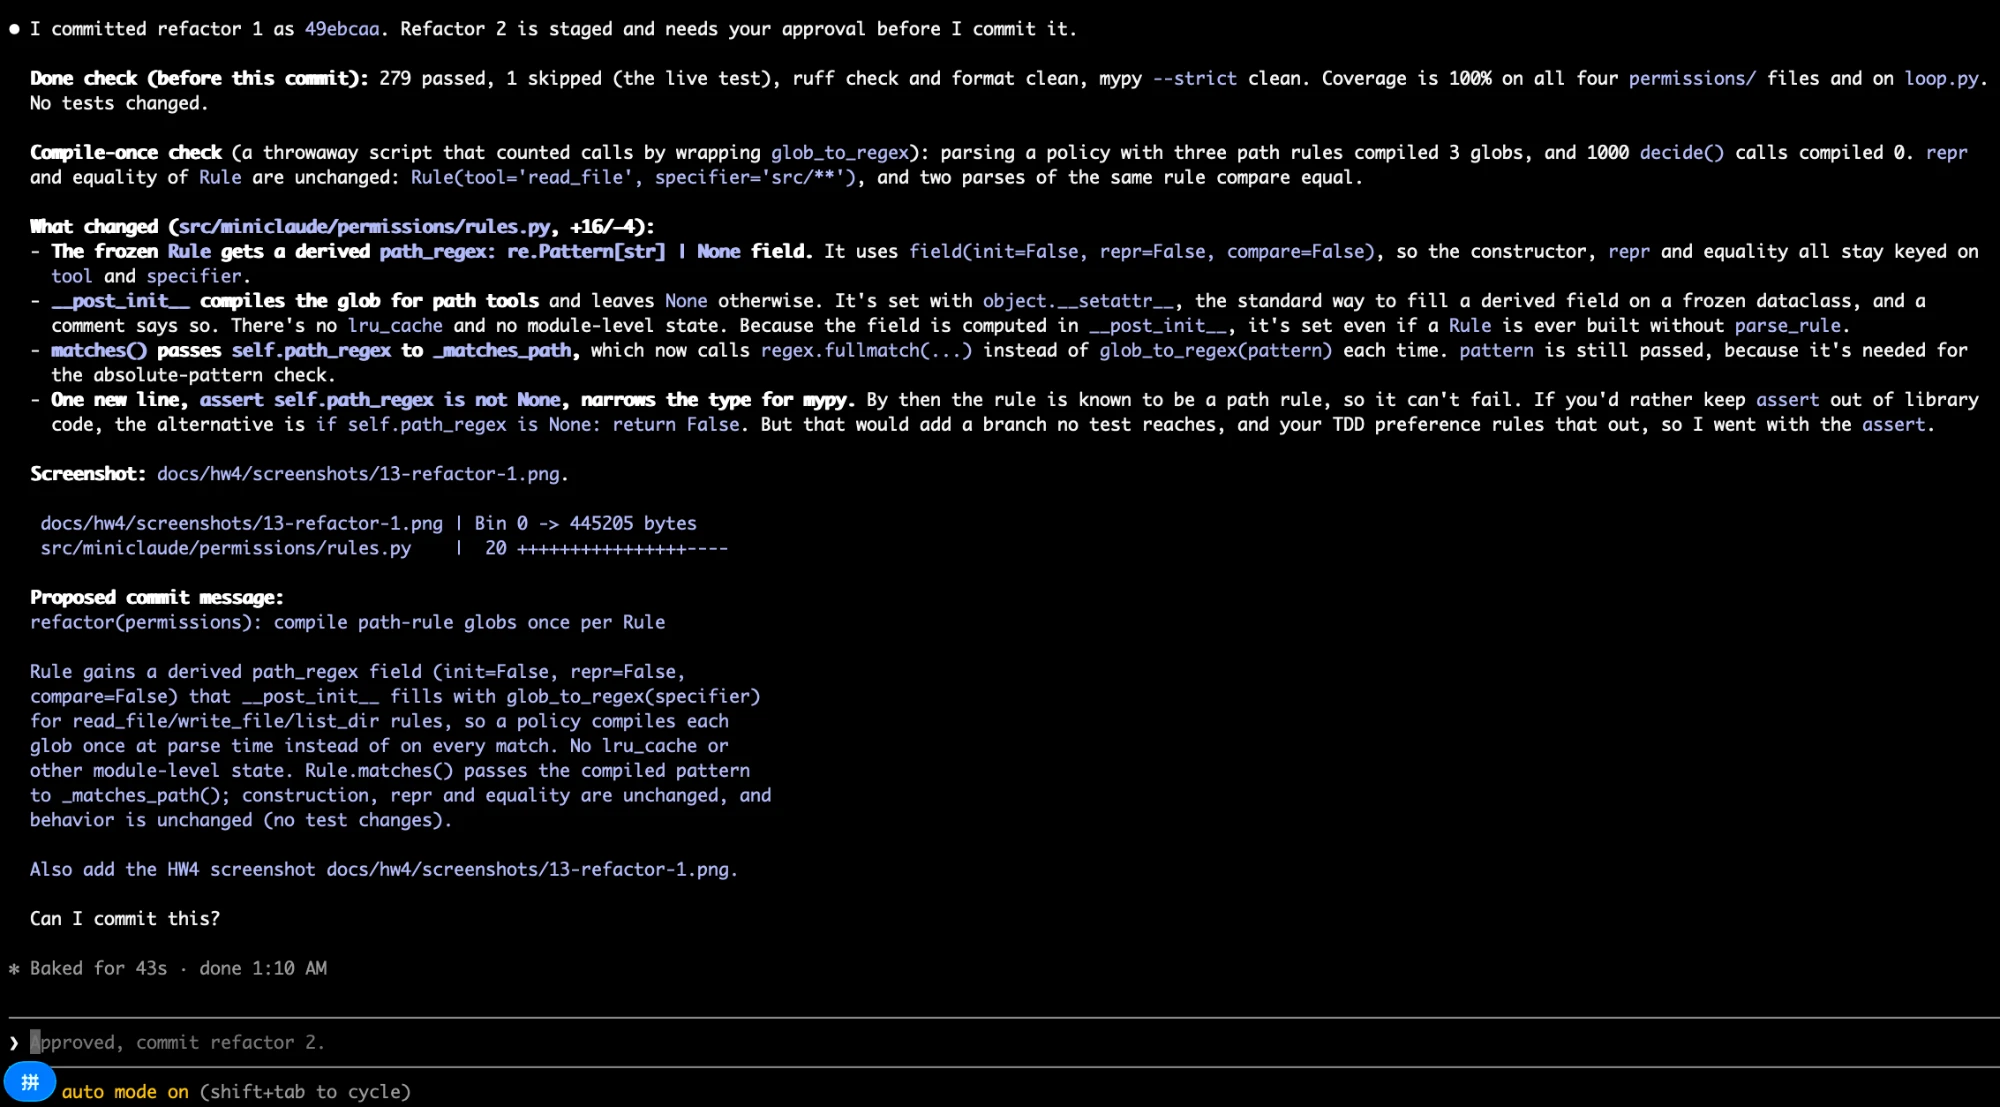 ● I committed refactor 1 as 49ebcaa. Refactor 2 is staged and needs your approval before I commit it.
Done check (before this commit): 279 passed, 1 skipped (the live test), ruff check and format clean, mypy --strict clean. Coverage is 100% on all four permissions/ files and on loop.py.
No tests changed.
Compile-once check (a throwaway script that counted calls by wrapping glob_to_regex): parsing a policy with three path rules compiled 3 globs, and 1000 decide() calls compiled 0. repr
and equality of Rule are unchanged: Rule(tool='read_file', specifier='src/**'), and two parses of the same rule compare equal.
What changed (src/miniclaude/permissions/rules.py, +16/−4):
- The frozen Rule gets a derived path_regex: re.Pattern[str] | None field. It uses field(init=False, repr=False, compare=False), so the constructor, repr and equality all stay keyed on
tool and specifier.
- __post_init__ compiles the glob for path tools and leaves None otherwise. It's set with object.__setattr__, the standard way to fill a derived field on a frozen dataclass, and a
comment says so. There's no lru_cache and no module-level state. Because the field is computed in __post_init__, it's set even if a Rule is ever built without parse_rule.
- matches() passes self.path_regex to _matches_path, which now calls regex.fullmatch(...) instead of glob_to_regex(pattern) each time. pattern is still passed, because it's needed for
the absolute-pattern check.
- One new line, assert self.path_regex is not None, narrows the type for mypy. By then the rule is known to be a path rule, so it can't fail. If you'd rather keep assert out of library
code, the alternative is if self.path_regex is None: return False. But that would add a branch no test reaches, and your TDD preference rules that out, so I went with the assert.
Screenshot: docs/hw4/screenshots/13-refactor-1.png.
docs/hw4/screenshots/13-refactor-1.png | Bin 0 -> 445205 bytes
src/miniclaude/permissions/rules.py    |  20 ++++++++++++++++----
Proposed commit message:
refactor(permissions): compile path-rule globs once per Rule
Rule gains a derived path_regex field (init=False, repr=False,
compare=False) that __post_init__ fills with glob_to_regex(specifier)
for read_file/write_file/list_dir rules, so a policy compiles each
glob once at parse time instead of on every match. No lru_cache or
other module-level state. Rule.matches() passes the compiled pattern
to _matches_path(); construction, repr and equality are unchanged, and
behavior is unchanged (no test changes).
Also add the HW4 screenshot docs/hw4/screenshots/13-refactor-1.png.
Can I commit this?
✻ Baked for 43s · done 1:10 AM
❯ Approved, commit refactor 2.
拼 auto mode on (shift+tab to cycle)